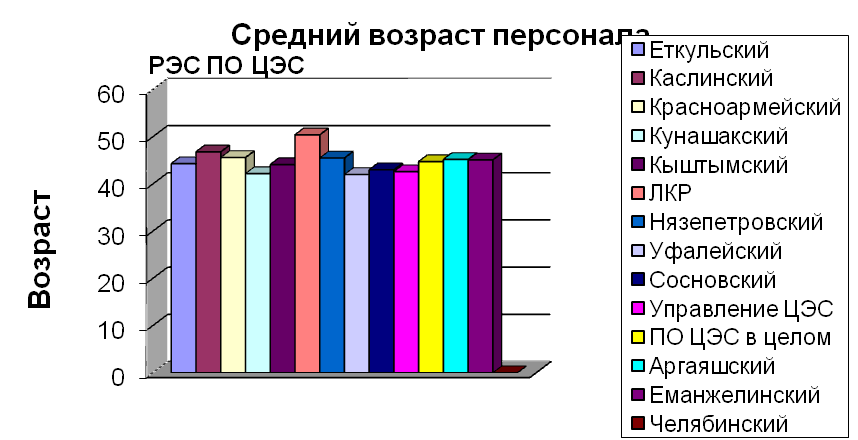 Средний возраст персонала
РЭС ПО ЦЭС
Возраст
60
50
40
30
20
10
0
Еткульский
Каслинский
Красноармейский
Кунашакский
Кыштымский
ЛКР
Нязепетровский
Уфалейский
Сосновский
Управление ЦЭС
ПО ЦЭС в целом
Аргаяшский
Еманжелинский
Челябинский